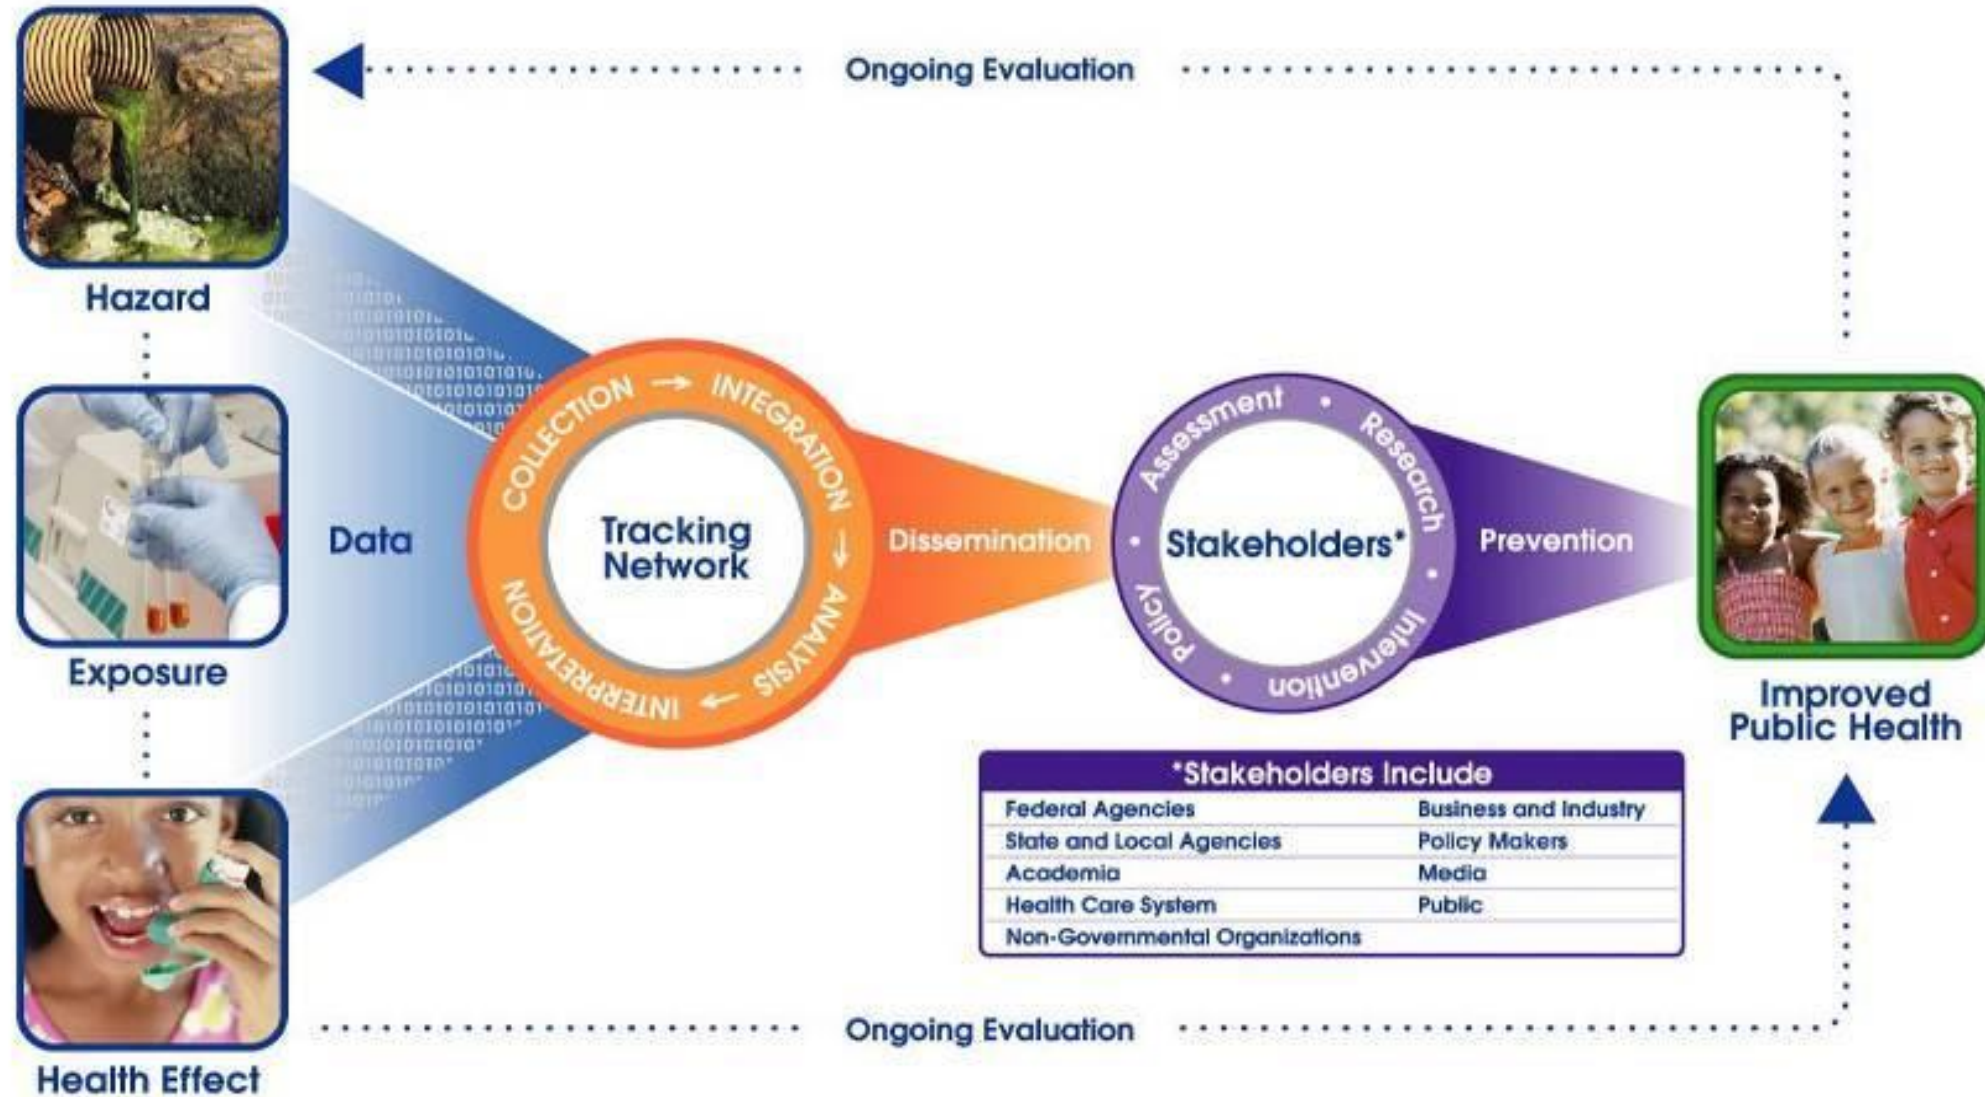 Ongoing Evaluation
Hazard
Exposure
Health Effect
Data
COLLECTION → INTEGRATION → ANALYSIS → INTERPRETATION
Tracking
Network
Dissemination
Assessment • Research • Intervention • Policy •
Stakeholders*
Prevention
Improved
Public Health
*Stakeholders Include
Federal Agencies Business and Industry
State and Local Agencies Policy Makers
Academia Media
Health Care System Public
Non-Governmental Organizations
Ongoing Evaluation